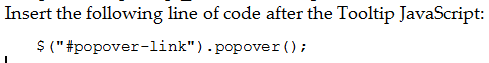 Insert the following line of code after the Tooltip JavaScript:
$("#popover-link").popover();